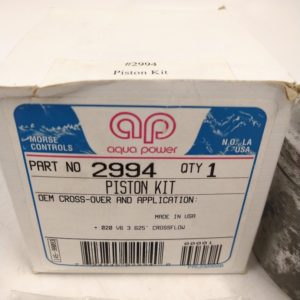 #2994
Piston Kit
MORSE
CONTROLS
ap
aqua power
N.O. LA
USA
PART NO 2994 QTY 1
PISTON KIT
OEM CROSS-OVER AND APPLICATION:
MADE IN USA
+ 020 V6 3 625" CROSSFLOW
00001